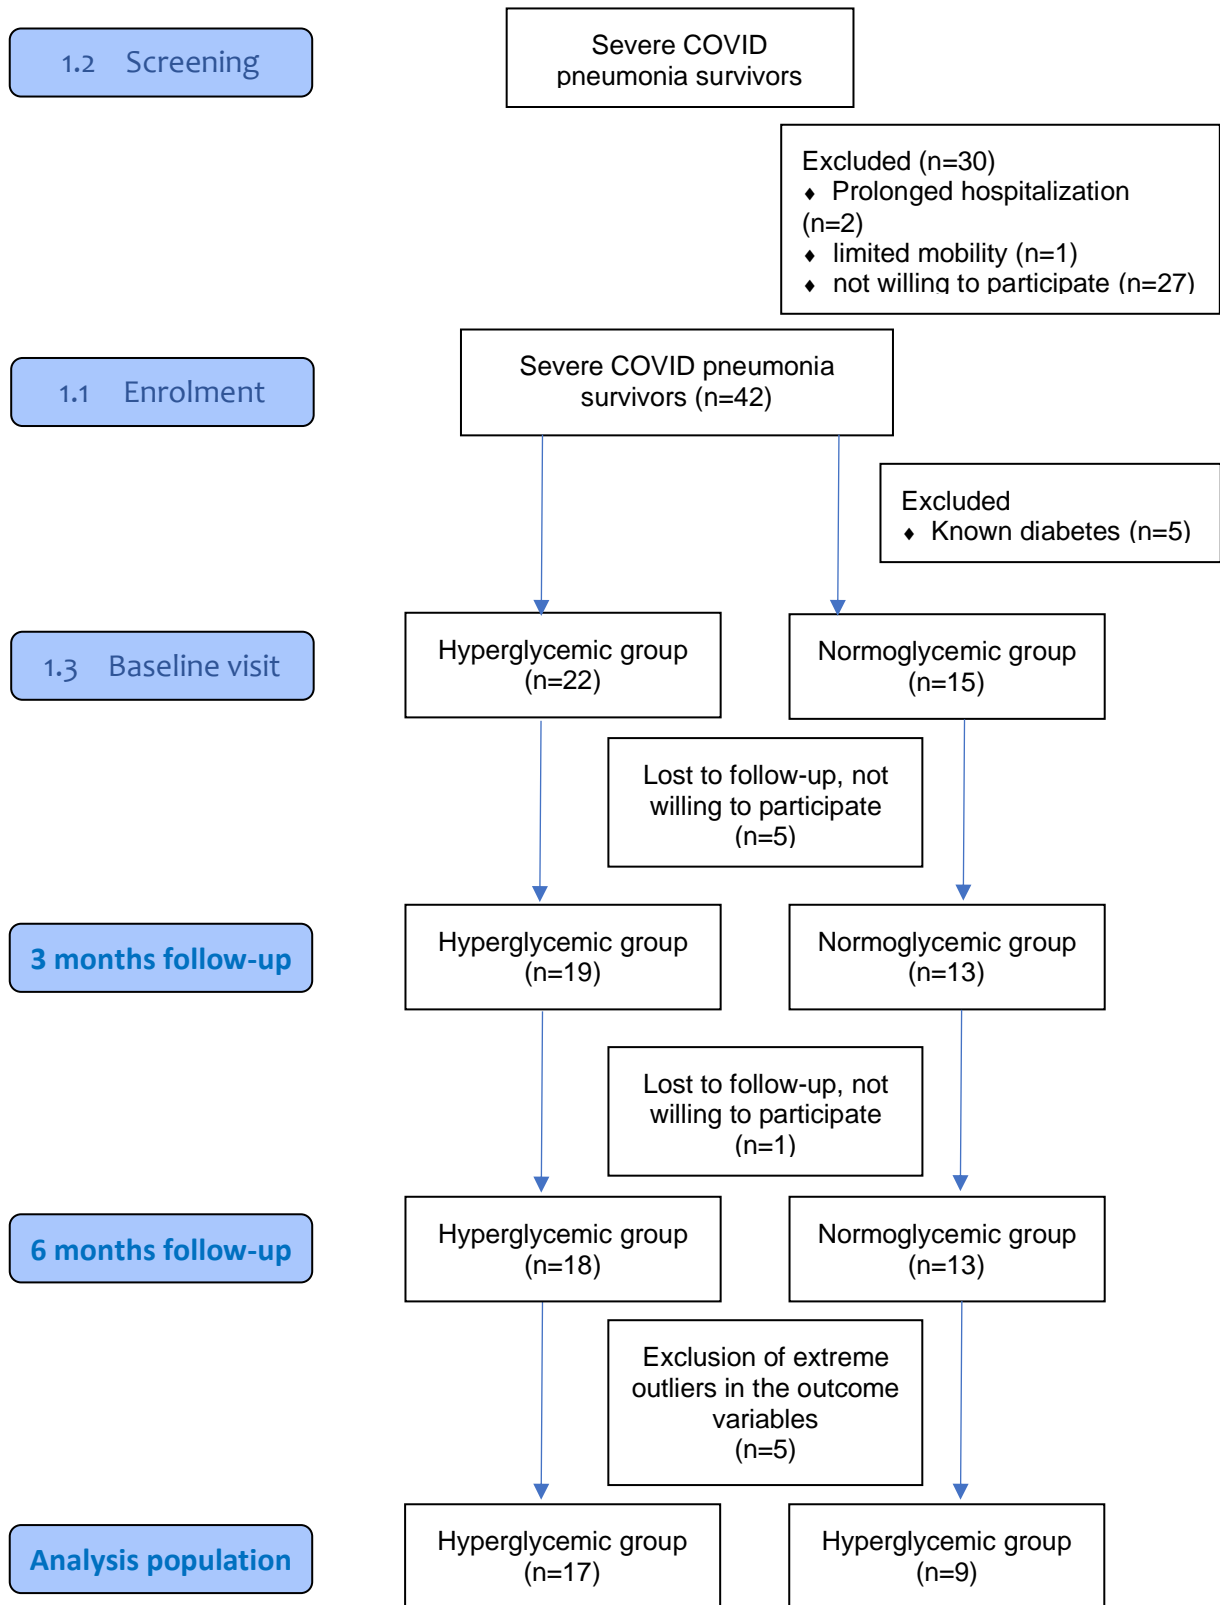 1.2 Screening
Severe COVID
pneumonia survivors
Excluded (n=30)
♦ Prolonged hospitalization
(n=2)
♦ limited mobility (n=1)
♦ not willing to participate (n=27)
1.1 Enrolment
Severe COVID pneumonia
survivors (n=42)
Excluded
♦ Known diabetes (n=5)
1.3 Baseline visit
Hyperglycemic group
(n=22)
Normoglycemic group
(n=15)
Lost to follow-up, not
willing to participate
(n=5)
3 months follow-up
Hyperglycemic group
(n=19)
Normoglycemic group
(n=13)
Lost to follow-up, not
willing to participate
(n=1)
6 months follow-up
Hyperglycemic group
(n=18)
Normoglycemic group
(n=13)
Exclusion of extreme
outliers in the outcome
variables
(n=5)
Analysis population
Hyperglycemic group
(n=17)
Hyperglycemic group
(n=9)